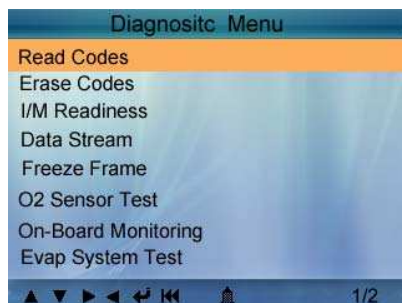 Diagnositc Menu
Read Codes
Erase Codes
I/M Readiness
Data Stream
Freeze Frame
O2 Sensor Test
On-Board Monitoring
Evap System Test
1/2